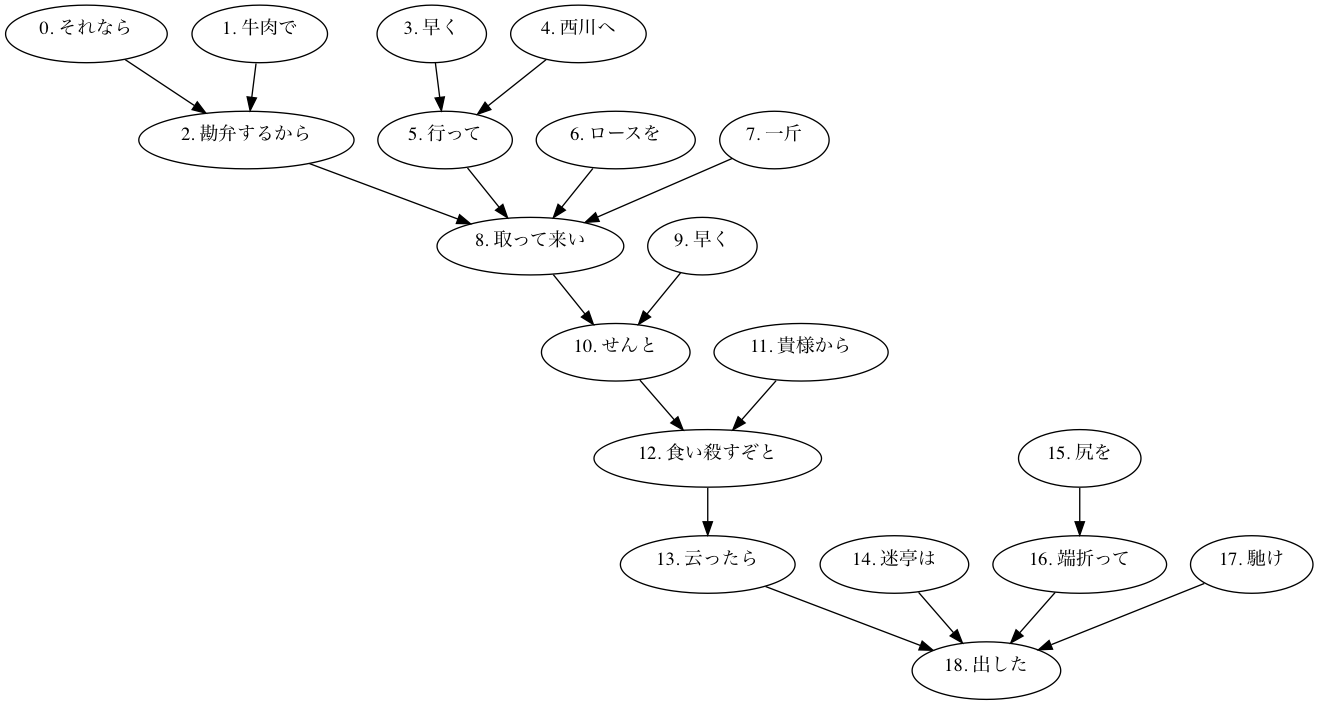 0. それなら
1. 牛肉で
3. 早く
4. 西川へ
2. 勘弁するから
5. 行って
6. ロースを
7. 一斤
8. 取って来い
9. 早く
10. せんと
11. 貴様から
12. 食い殺すぞと
15. 尻を
13. 云ったら
14. 迷亭は
16. 端折って
17. 馳け
18. 出した